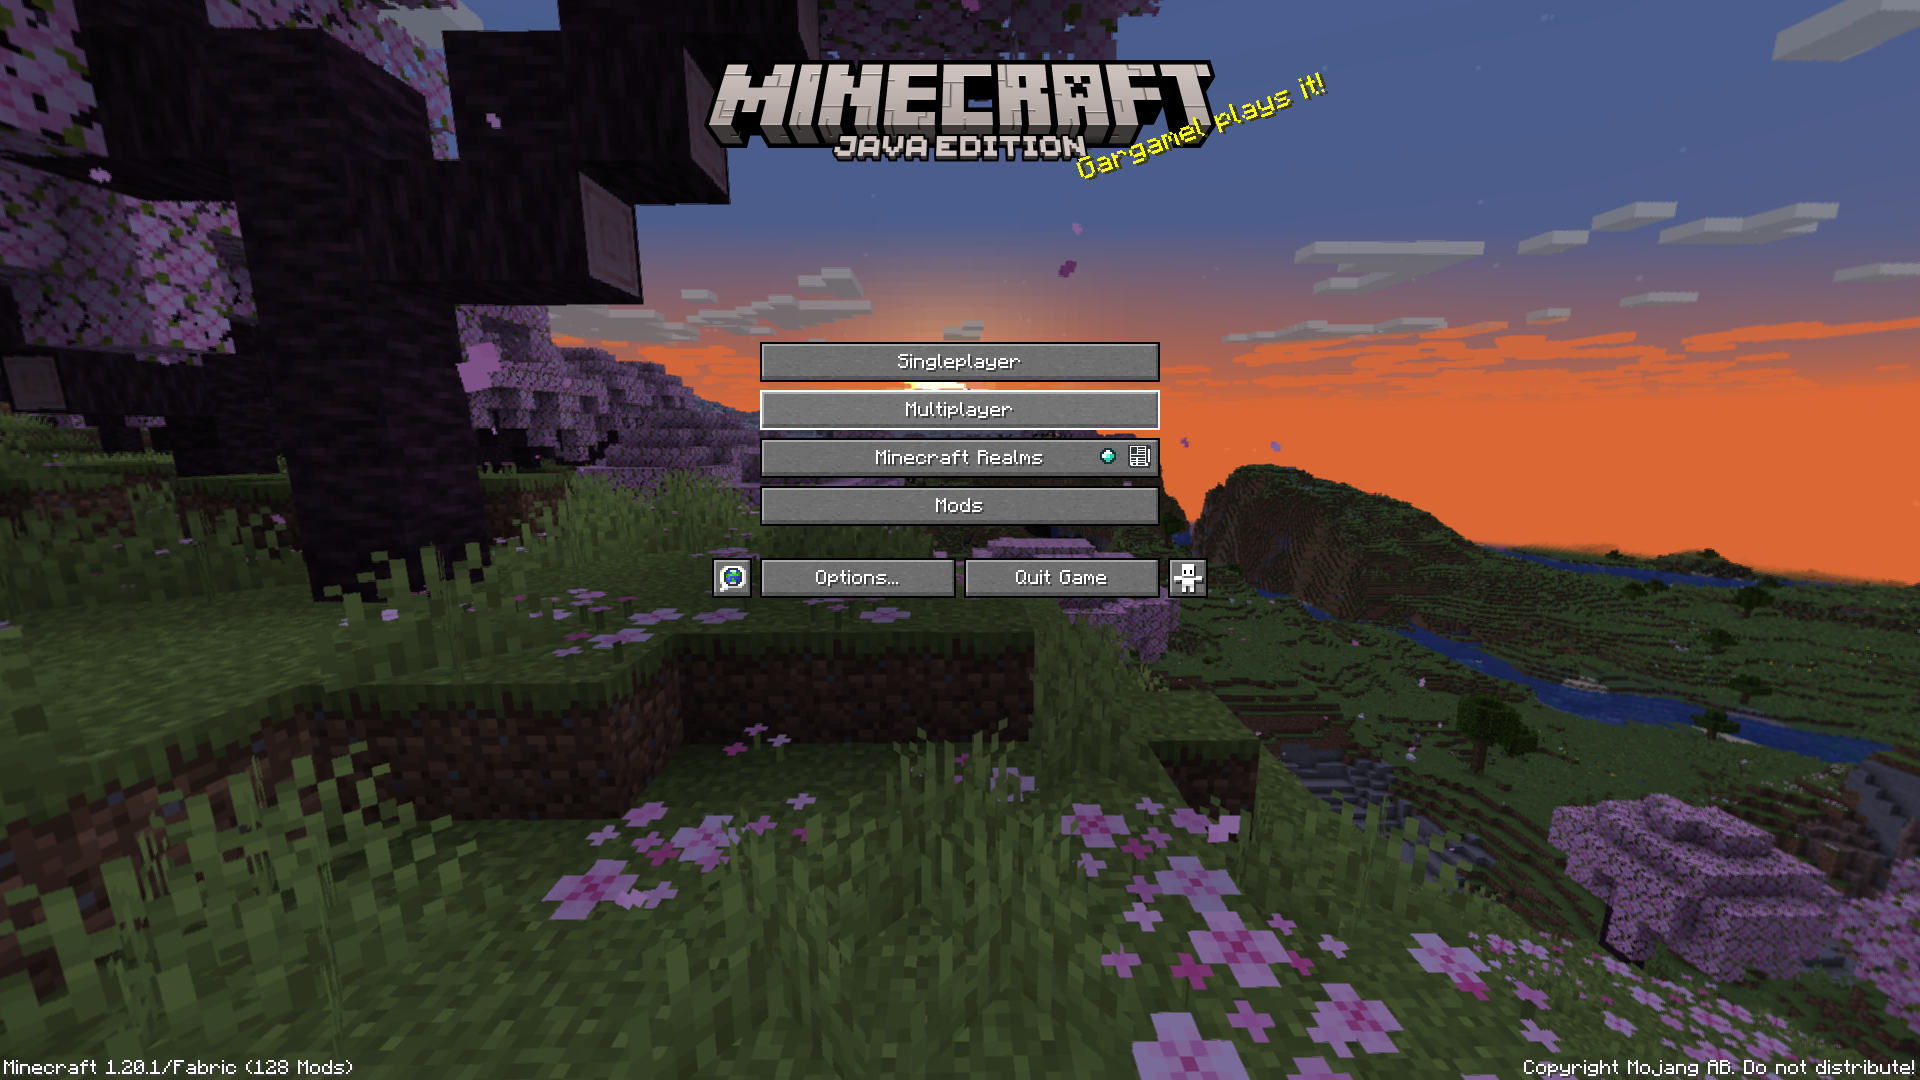 MINECRAFT
JAVA EDITION
Gargamel plays it!
Singleplayer
Multiplayer
Minecraft Realms
Mods
Options...
Quit Game
Minecraft 1.20.1/Fabric (128 Mods)
Copyright Mojang AB. Do not distribute!